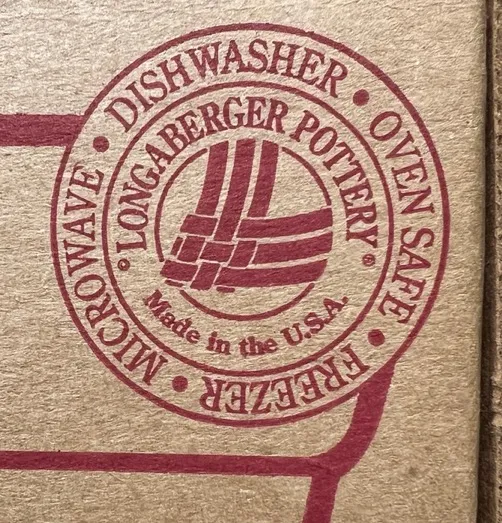 MICROWAVE • DISHWASHER • OVEN SAFE • FREEZER •
LONGABERGER POTTERY®
Made in the U.S.A.